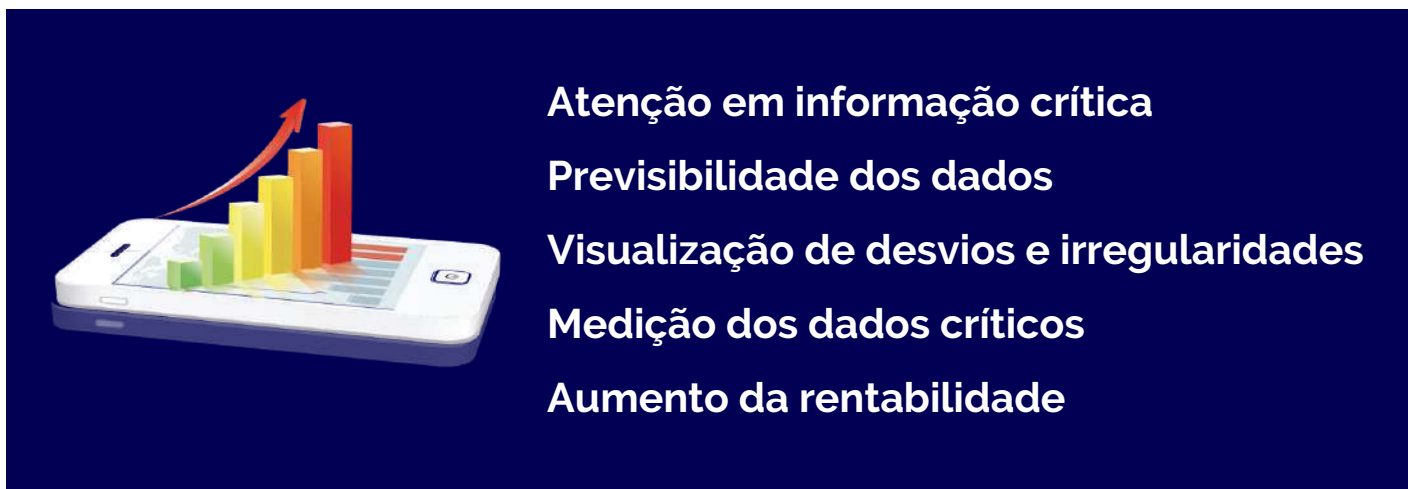 Atenção em informação crítica
Previsibilidade dos dados
Visualização de desvios e irregularidades
Medição dos dados críticos
Aumento da rentabilidade